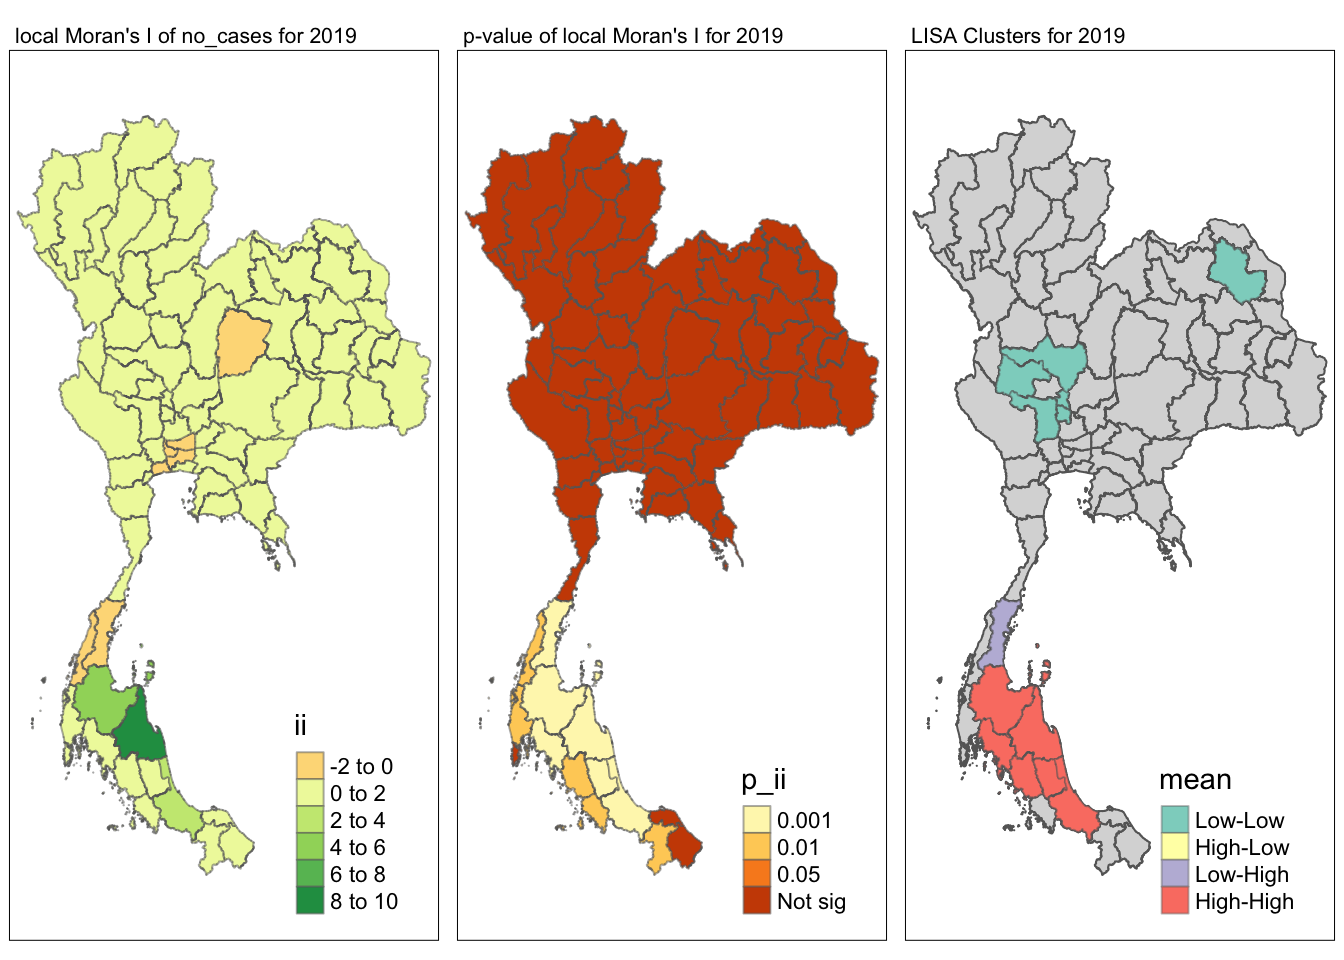 local Moran's I of no_cases for 2019
p-value of local Moran's I for 2019
LISA Clusters for 2019
ii
-2 to 0
0 to 2
2 to 4
4 to 6
6 to 8
8 to 10
p_ii
0.001
0.01
0.05
Not sig
mean
Low-Low
High-Low
Low-High
High-High